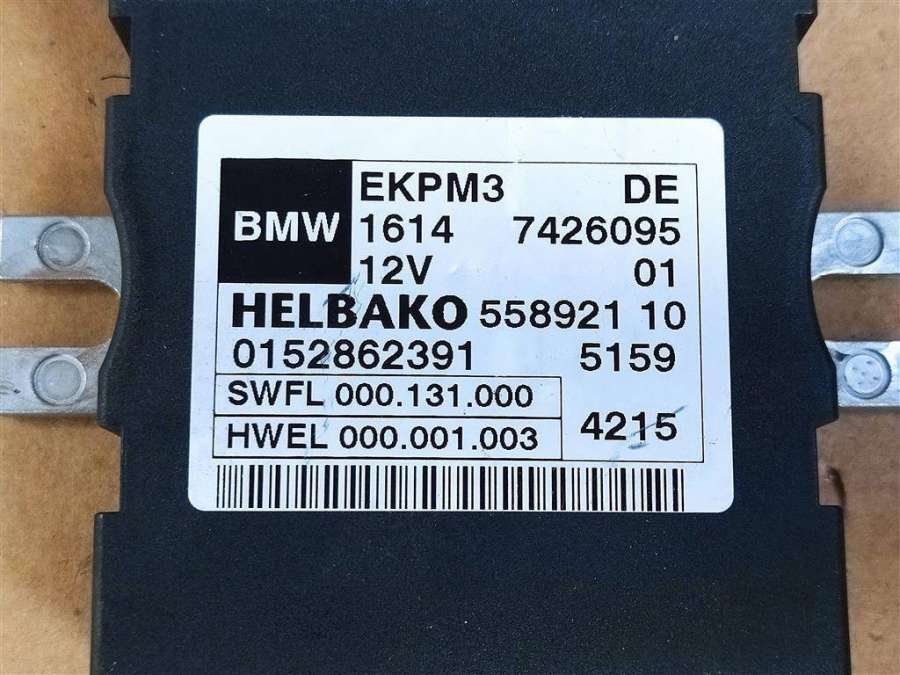 BMW
EKPM3 DE
1614 7426095
12V 01
HELBAKO 558921 10
0152862391 5159
SWFL 000.131.000
HWEL 000.001.003
4215